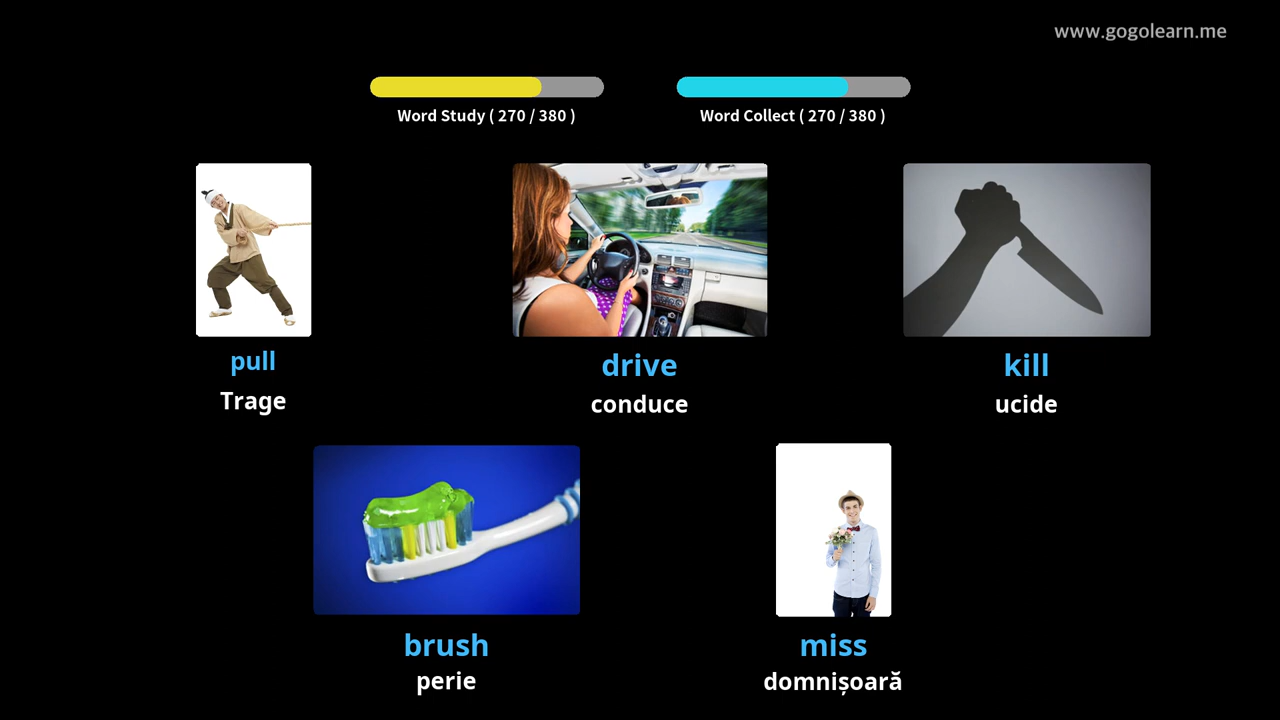 www.gogolearn.me
Word Study ( 270 / 380 )
Word Collect ( 270 / 380 )
pull
Trage
drive
conduce
kill
ucide
brush
perie
miss
domnișoară